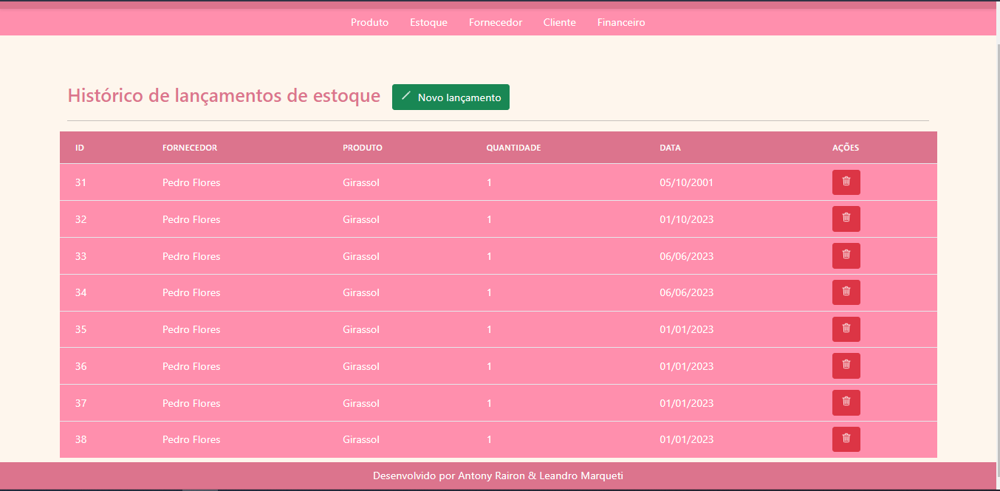 Produto Estoque Fornecedor Cliente Financeiro
Histórico de lançamentos de estoque Novo lançamento
ID FORNECEDOR PRODUTO QUANTIDADE DATA AÇÕES
31 Pedro Flores Girassol 1 05/10/2001
32 Pedro Flores Girassol 1 01/10/2023
33 Pedro Flores Girassol 1 06/06/2023
34 Pedro Flores Girassol 1 06/06/2023
35 Pedro Flores Girassol 1 01/01/2023
36 Pedro Flores Girassol 1 01/01/2023
37 Pedro Flores Girassol 1 01/01/2023
38 Pedro Flores Girassol 1 01/01/2023
Desenvolvido por Antony Rairon & Leandro Marqueti